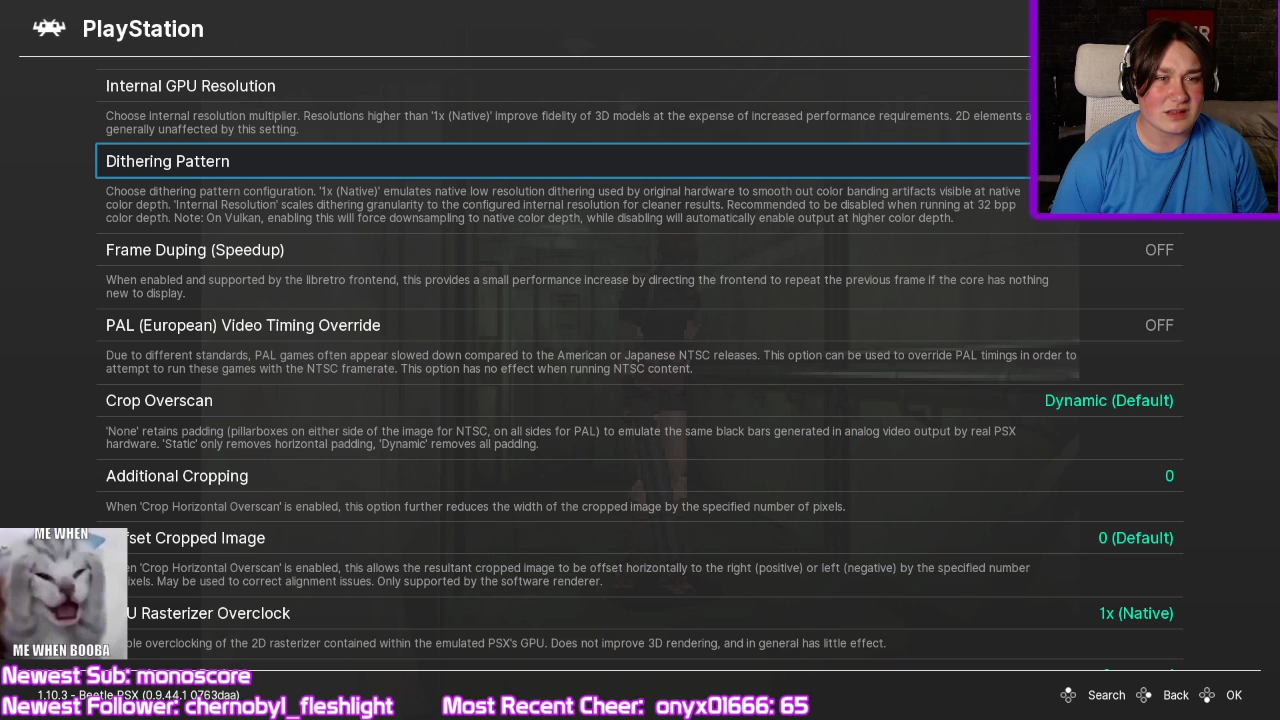 PlayStation
Internal GPU Resolution
Choose internal resolution multiplier. Resolutions higher than '1x (Native)' improve fidelity of 3D models at the expense of increased performance requirements. 2D elements a
generally unaffected by this setting.
Dithering Pattern
Choose dithering pattern configuration. '1x (Native)' emulates native low resolution dithering used by original hardware to smooth out color banding artifacts visible at native
color depth. 'Internal Resolution' scales dithering granularity to the configured internal resolution for cleaner results. Recommended to be disabled when running at 32 bpp
color depth. Note: On Vulkan, enabling this will force downsampling to native color depth, while disabling will automatically enable output at higher color depth.
Frame Duping (Speedup) OFF
When enabled and supported by the libretro frontend, this provides a small performance increase by directing the frontend to repeat the previous frame if the core has nothing
new to display.
PAL (European) Video Timing Override OFF
Due to different standards, PAL games often appear slowed down compared to the American or Japanese NTSC releases. This option can be used to override PAL timings in order to
attempt to run these games with the NTSC framerate. This option has no effect when running NTSC content.
Crop Overscan Dynamic (Default)
'None' retains padding (pillarboxes on either side of the image for NTSC, on all sides for PAL) to emulate the same black bars generated in analog video output by real PSX
hardware. 'Static' only removes horizontal padding, 'Dynamic' removes all padding.
Additional Cropping 0
When 'Crop Horizontal Overscan' is enabled, this option further reduces the width of the cropped image by the specified number of pixels.
fset Cropped Image 0 (Default)
en 'Crop Horizontal Overscan' is enabled, this allows the resultant cropped image to be offset horizontally to the right (positive) or left (negative) by the specified number
ixels. May be used to correct alignment issues. Only supported by the software renderer.
U Rasterizer Overclock 1x (Native)
ble overclocking of the 2D rasterizer contained within the emulated PSX's GPU. Does not improve 3D rendering, and in general has little effect.
ME WHEN
ME WHEN BOOBA
Newest Sub: monoscore
1.10.3 - Beetle PSX (0.9.44.1 0763daa)
Search Back OK
Newest Follower: chernobyl_fleshlight Most Recent Cheer: onyx01666: 65